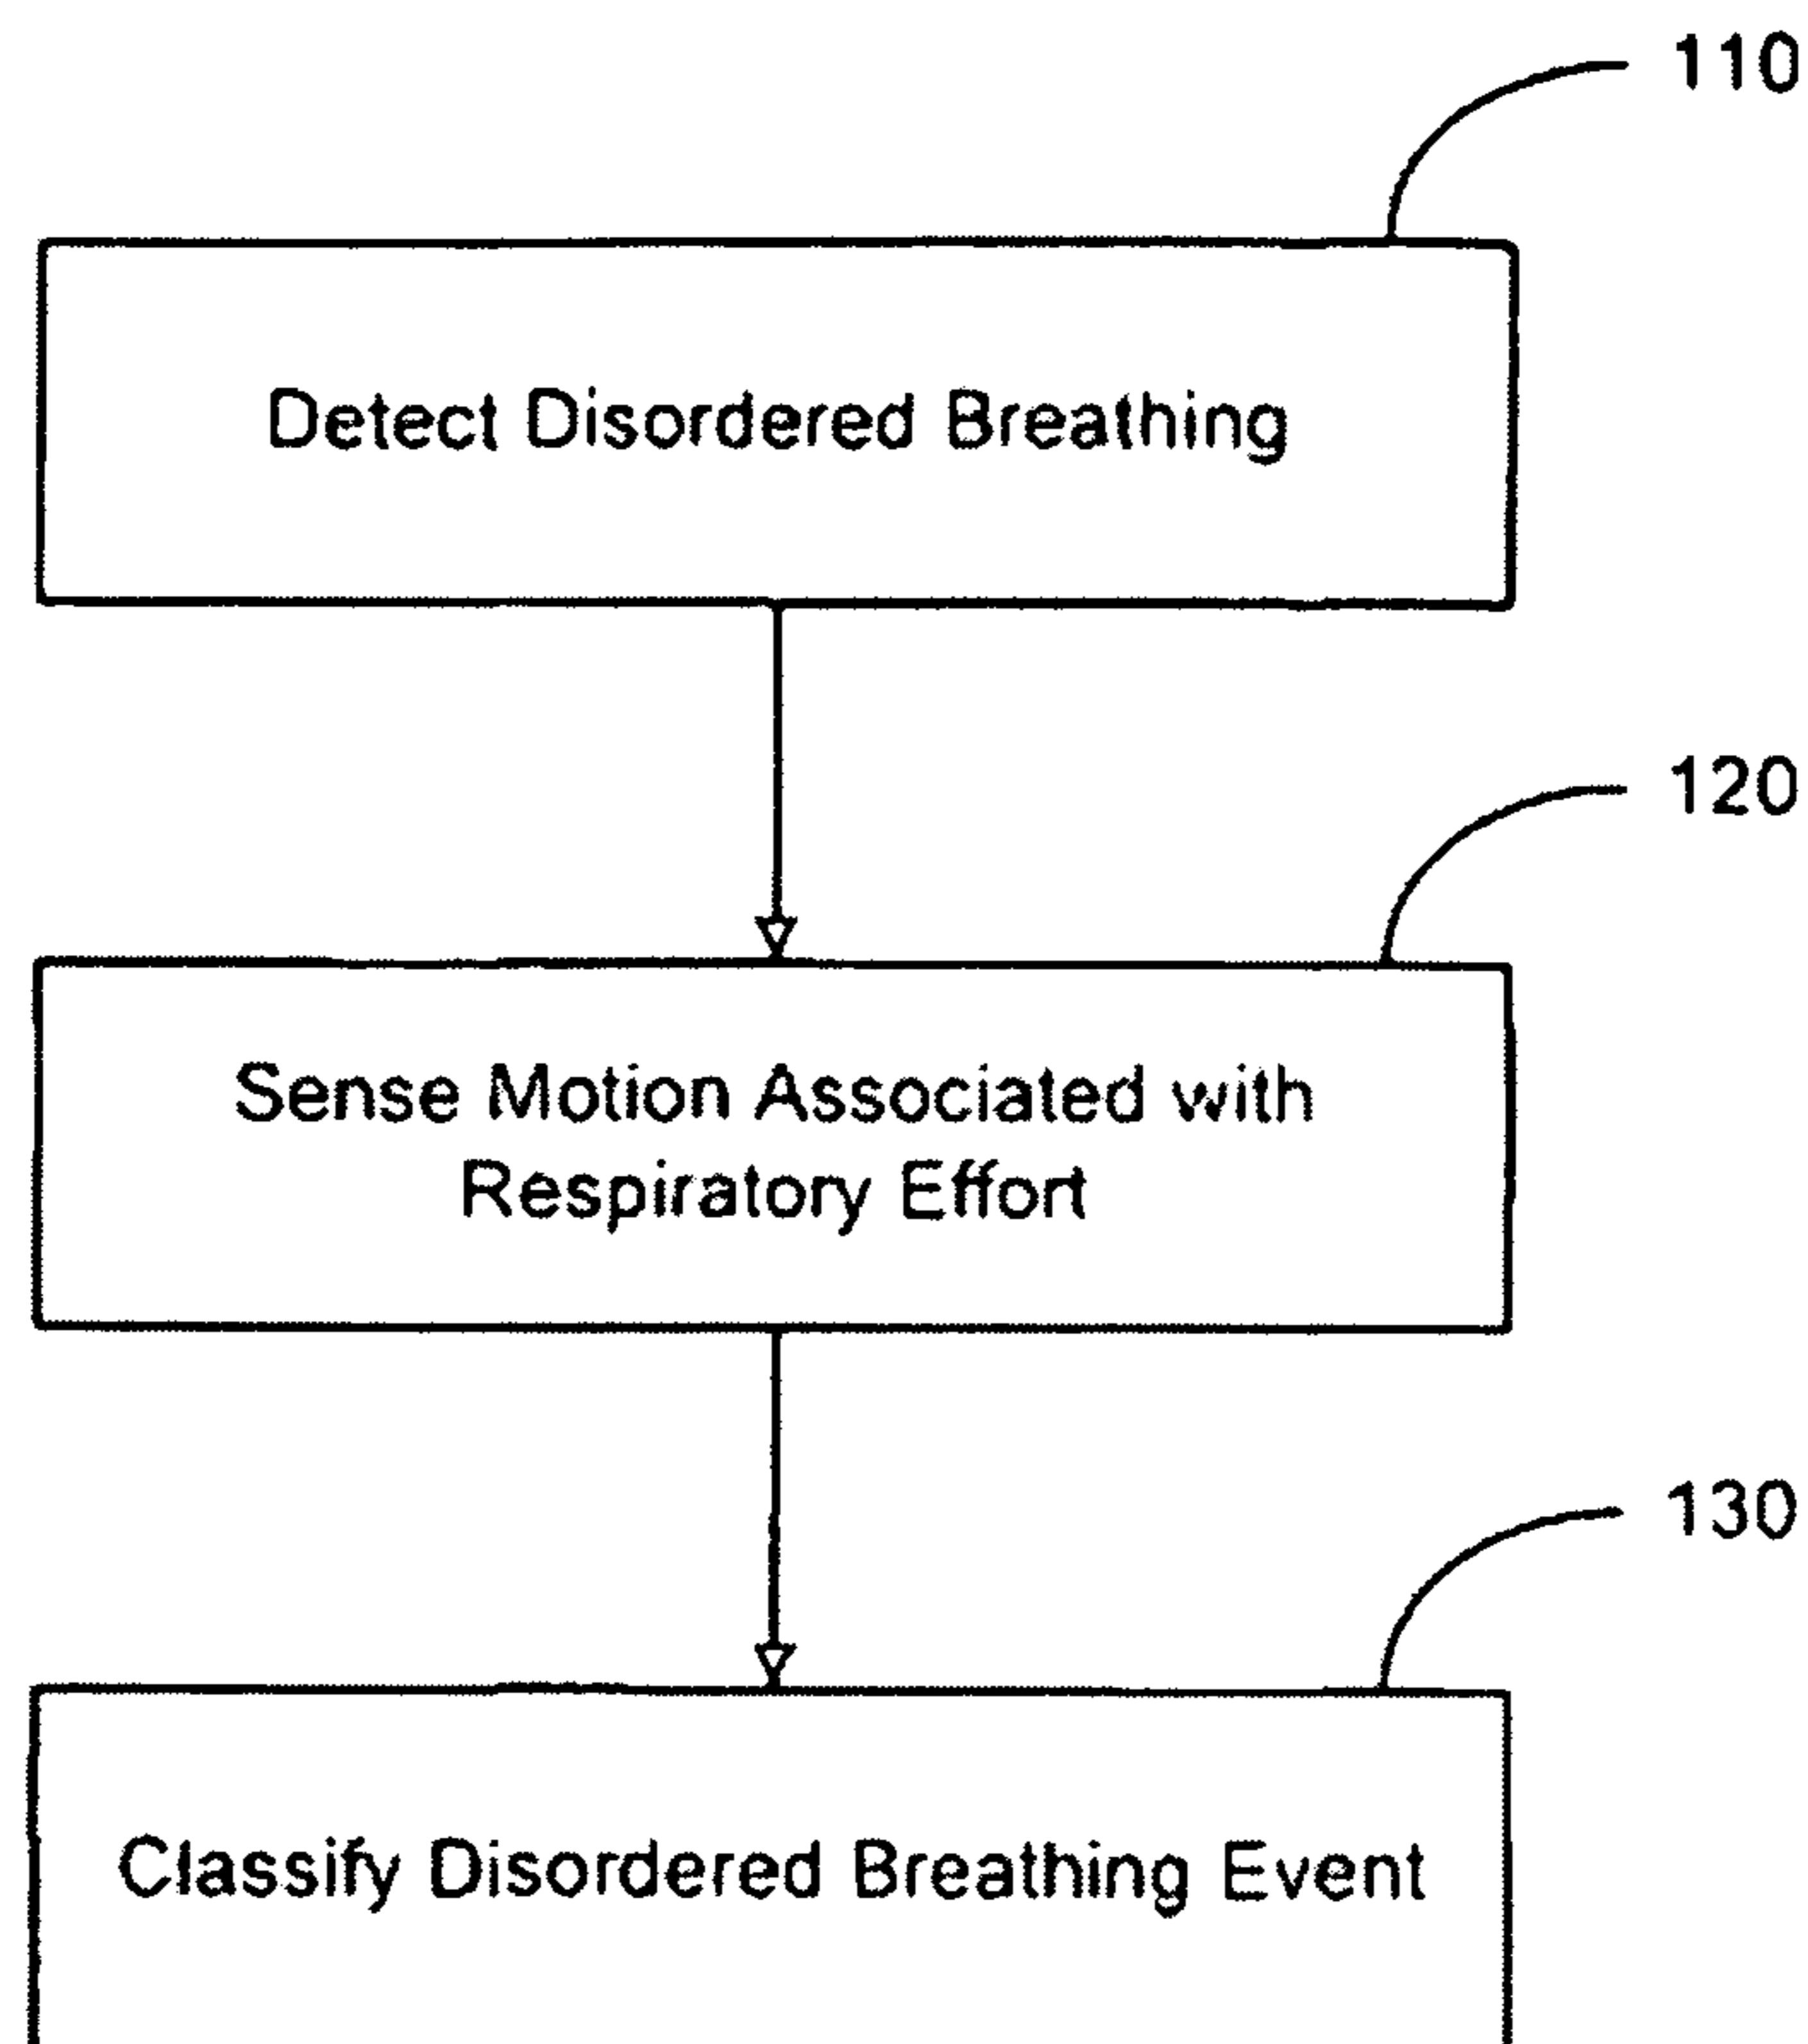 110
Detect Disordered Breathing
120
Sense Motion Associated with
Respiratory Effort
130
Classify Disordered Breathing Event